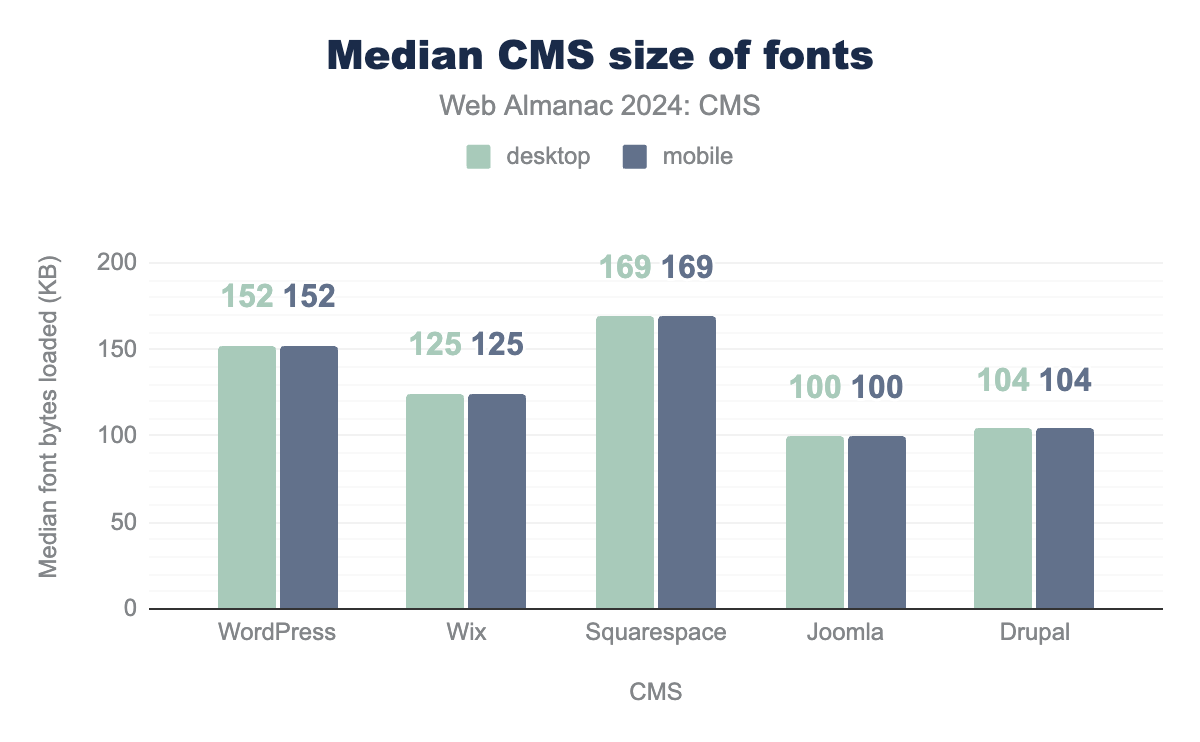 Median CMS size of fonts
Web Almanac 2024: CMS
desktop mobile
Median font bytes loaded (KB)
200
150
100
50
0
152 152
125 125
169 169
100 100
104 104
WordPress Wix Squarespace Joomla Drupal
CMS